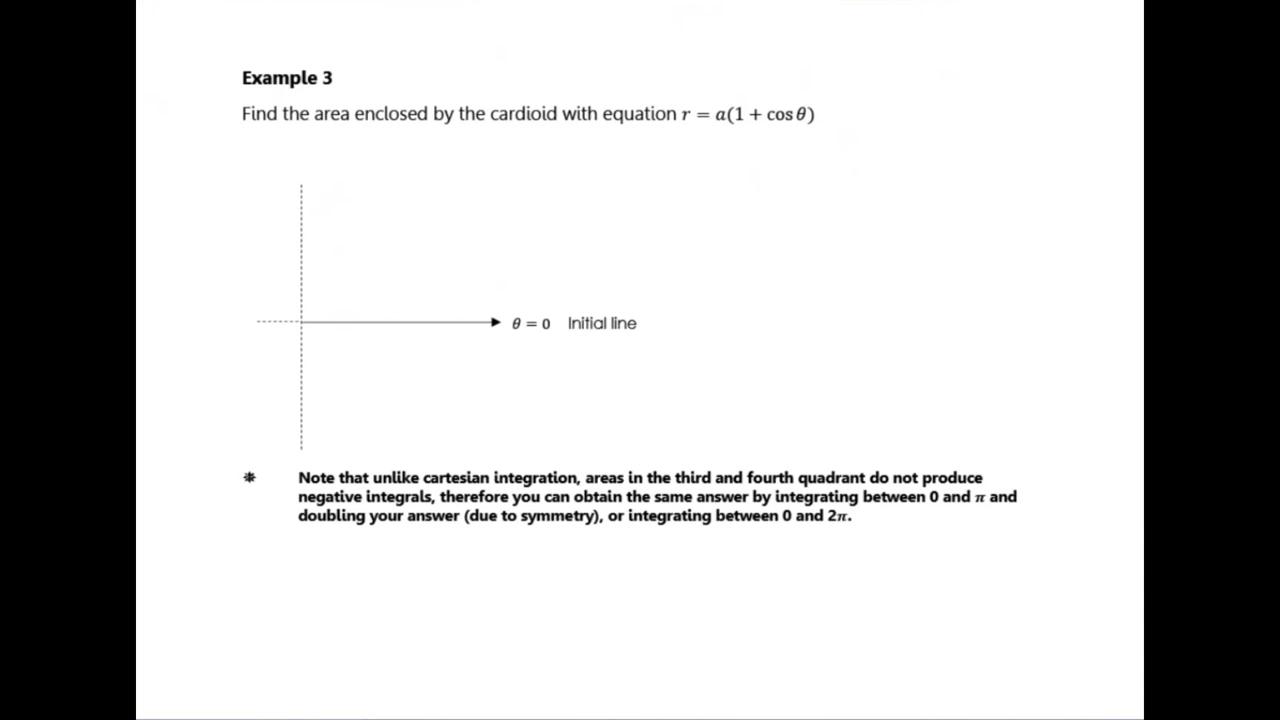 Example 3
Find the area enclosed by the cardioid with equation r = a(1 + cos θ)
θ = 0 Initial line
* Note that unlike cartesian integration, areas in the third and fourth quadrant do not produce
negative integrals, therefore you can obtain the same answer by integrating between 0 and π and
doubling your answer (due to symmetry), or integrating between 0 and 2π.